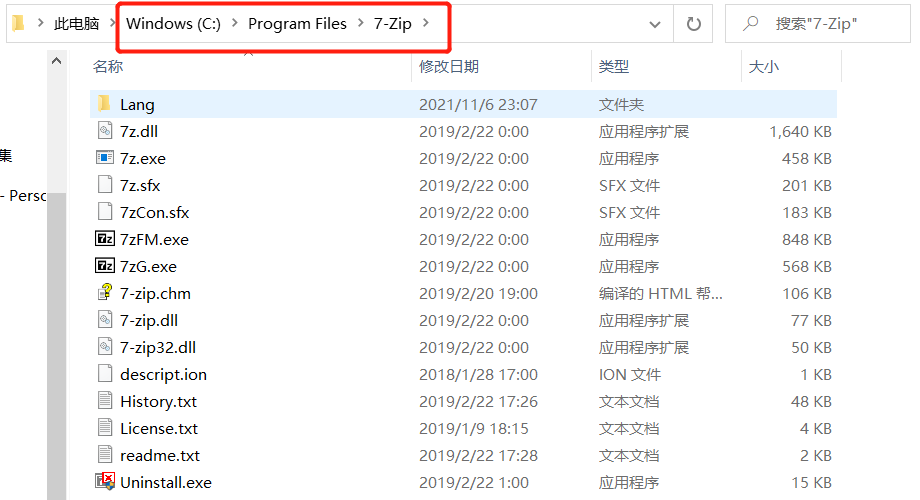 此电脑 Windows (C:) Program Files 7-Zip 搜索"7-Zip"
名称 修改日期 类型 大小
Lang 2021/11/6 23:07 文件夹
7z.dll 2019/2/22 0:00 应用程序扩展 1,640 KB
7z.exe 2019/2/22 0:00 应用程序 458 KB
7z.sfx 2019/2/22 0:00 SFX 文件 201 KB
7zCon.sfx 2019/2/22 0:00 SFX 文件 183 KB
7zFM.exe 2019/2/22 0:00 应用程序 848 KB
7zG.exe 2019/2/22 0:00 应用程序 568 KB
7-zip.chm 2019/2/20 19:00 编译的 HTML 帮... 106 KB
7-zip.dll 2019/2/22 0:00 应用程序扩展 77 KB
7-zip32.dll 2019/2/22 0:00 应用程序扩展 50 KB
descript.ion 2018/1/28 17:00 ION 文件 1 KB
History.txt 2019/2/22 17:26 文本文档 48 KB
License.txt 2019/1/9 18:15 文本文档 4 KB
readme.txt 2019/2/22 17:28 文本文档 2 KB
Uninstall.exe 2019/2/22 1:00 应用程序 15 KB
集
- Perso